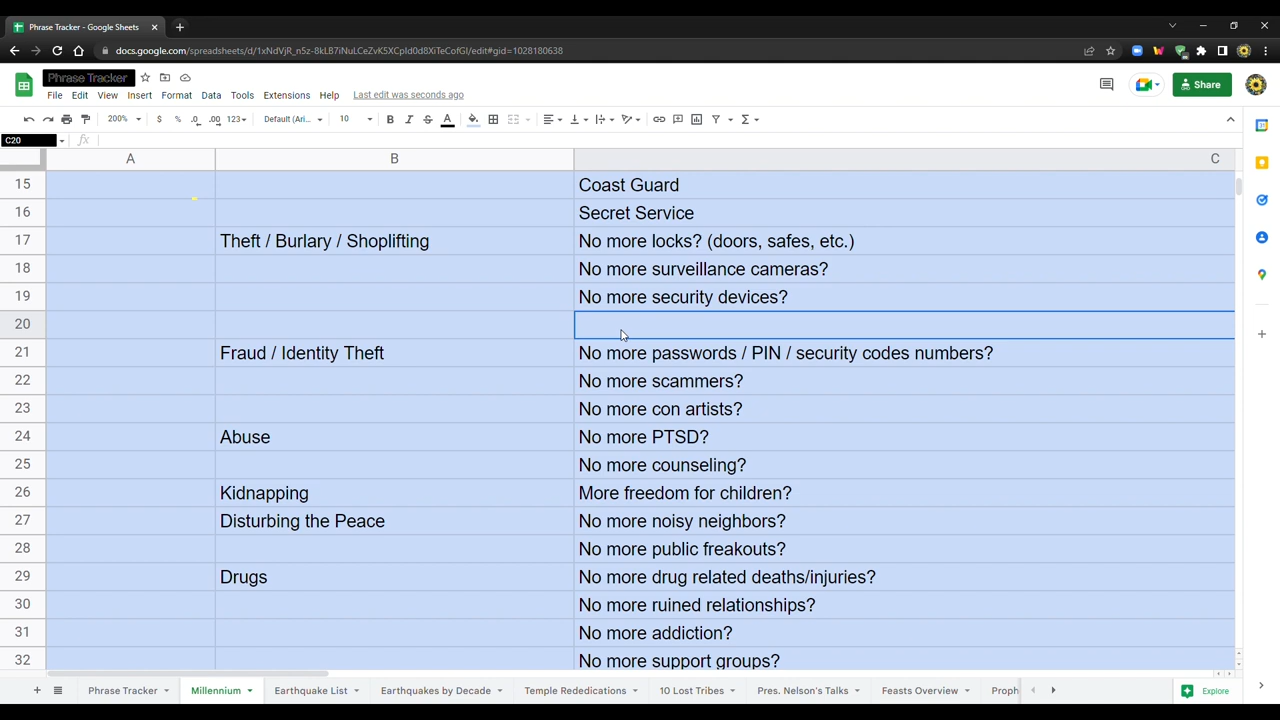 Phrase Tracker - Google Sheets
docs.google.com/spreadsheets/d/1xNdVjR_n5z-8kLB7iNuLCeZvK5XCpId0d8XiTeCofGI/edit#gid=1028180638
Phrase Tracker
File Edit View Insert Format Data Tools Extensions Help Last edit was seconds ago
Share
200% $ % .0 .00 123 Default (Ari... 10 B I S A
C20 fx
A B C
15 Coast Guard
16 Secret Service
17 Theft / Burlary / Shoplifting No more locks? (doors, safes, etc.)
18 No more surveillance cameras?
19 No more security devices?
20
21 Fraud / Identity Theft No more passwords / PIN / security codes numbers?
22 No more scammers?
23 No more con artists?
24 Abuse No more PTSD?
25 No more counseling?
26 Kidnapping More freedom for children?
27 Disturbing the Peace No more noisy neighbors?
28 No more public freakouts?
29 Drugs No more drug related deaths/injuries?
30 No more ruined relationships?
31 No more addiction?
32 No more support groups?
Phrase Tracker Millennium Earthquake List Earthquakes by Decade Temple Rededications 10 Lost Tribes Pres. Nelson's Talks Feasts Overview Proph Explore